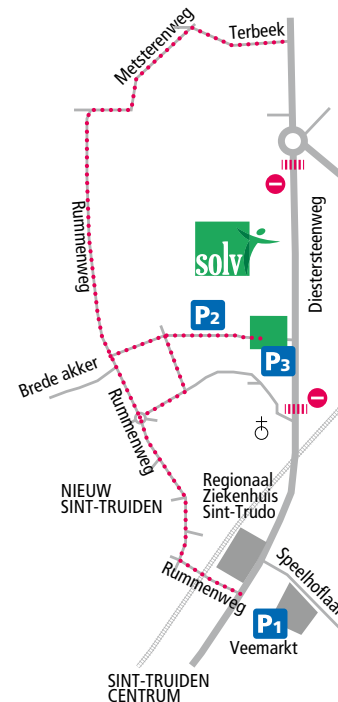 Terbeek
Metsterenweg
Rummenweg
solv
Diestersteenweg
P2
P3
Brede akker
Rummenweg
Regionaal
Ziekenhuis
Sint-Trudo
NIEUW
SINT-TRUIDEN
Speelhoflaan
Rummenweg
P1
Veemarkt
SINT-TRUIDEN
CENTRUM